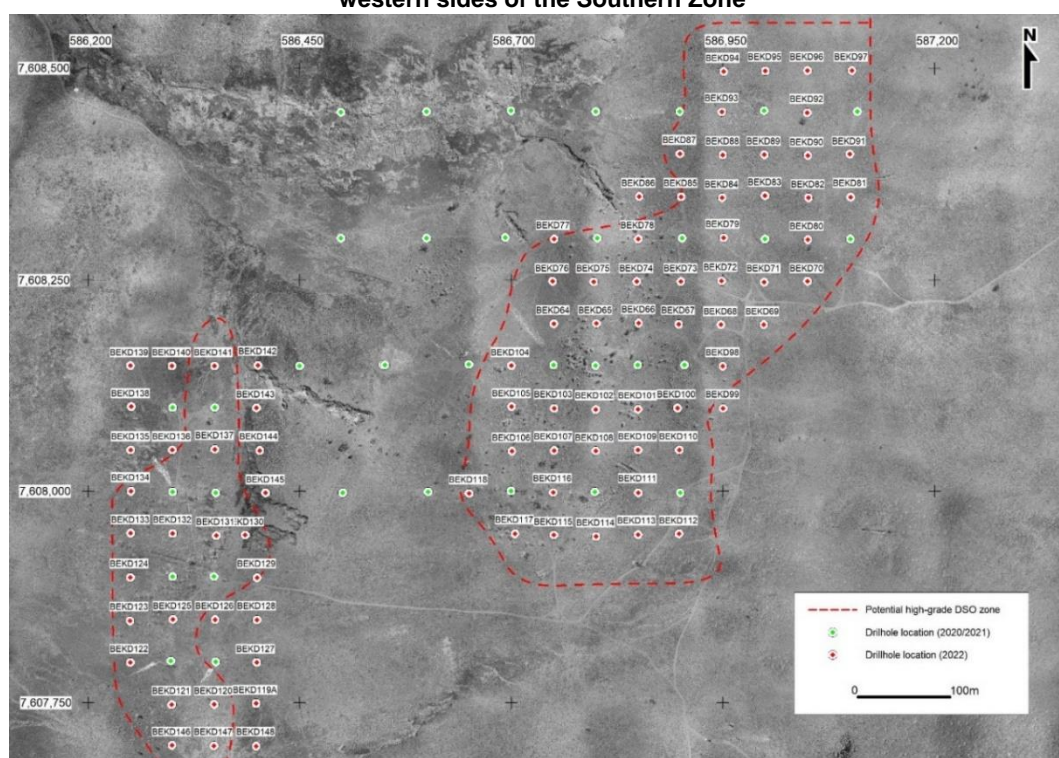 western sides of the Southern Zone
586,200 586,450 586,700 586,950 587,200
N
7,608,500
BEKD94 BEKD95 BEKD96 BEKD97
BEKD93 BEKD92
BEKD87 BEKD88 BEKD89 BEKD90 BEKD91
BEKD86 BEKD85 BEKD84 BEKD83 BEKD82 BEKD81
BEKD77 BEKD78 BEKD79 BEKD80
7,608,250
BEKD76 BEKD75 BEKD74 BEKD73 BEKD72 BEKD71 BEKD70
BEKD64 BEKD65 BEKD66 BEKD67 BEKD68 BEKD69
BEKD139 BEKD140 BEKD141 BEKD142 BEKD104 BEKD98
BEKD138 BEKD143 BEKD105 BEKD103 BEKD102 BEKD101 BEKD100 BEKD99
BEKD135 BEKD136 BEKD137 BEKD144 BEKD106 BEKD107 BEKD108 BEKD109 BEKD110
7,608,000
BEKD134 BEKD145 BEKD118 BEKD116 BEKD111
BEKD133 BEKD132 BEKD131 KD130 BEKD117 BEKD115 BEKD114 BEKD113 BEKD112
BEKD124 BEKD129
BEKD123 BEKD125 BEKD126 BEKD128
BEKD122 BEKD127
7,607,750
BEKD121 BEKD120 BEKD119A
BEKD146 BEKD147 BEKD148
Potential high-grade DSO zone
Drilhole location (2020/2021)
Drilhole location (2022)
0 100m